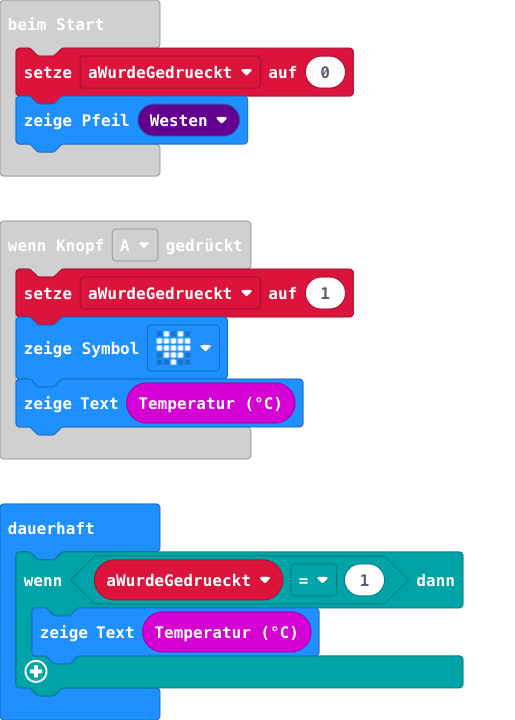 beim Start
setze aWurdeGedrueckt auf 0
zeige Pfeil Westen
wenn Knopf A gedrückt
setze aWurdeGedrueckt auf 1
zeige Symbol
zeige Text Temperatur (°C)
dauerhaft
wenn aWurdeGedrueckt = 1 dann
zeige Text Temperatur (°C)